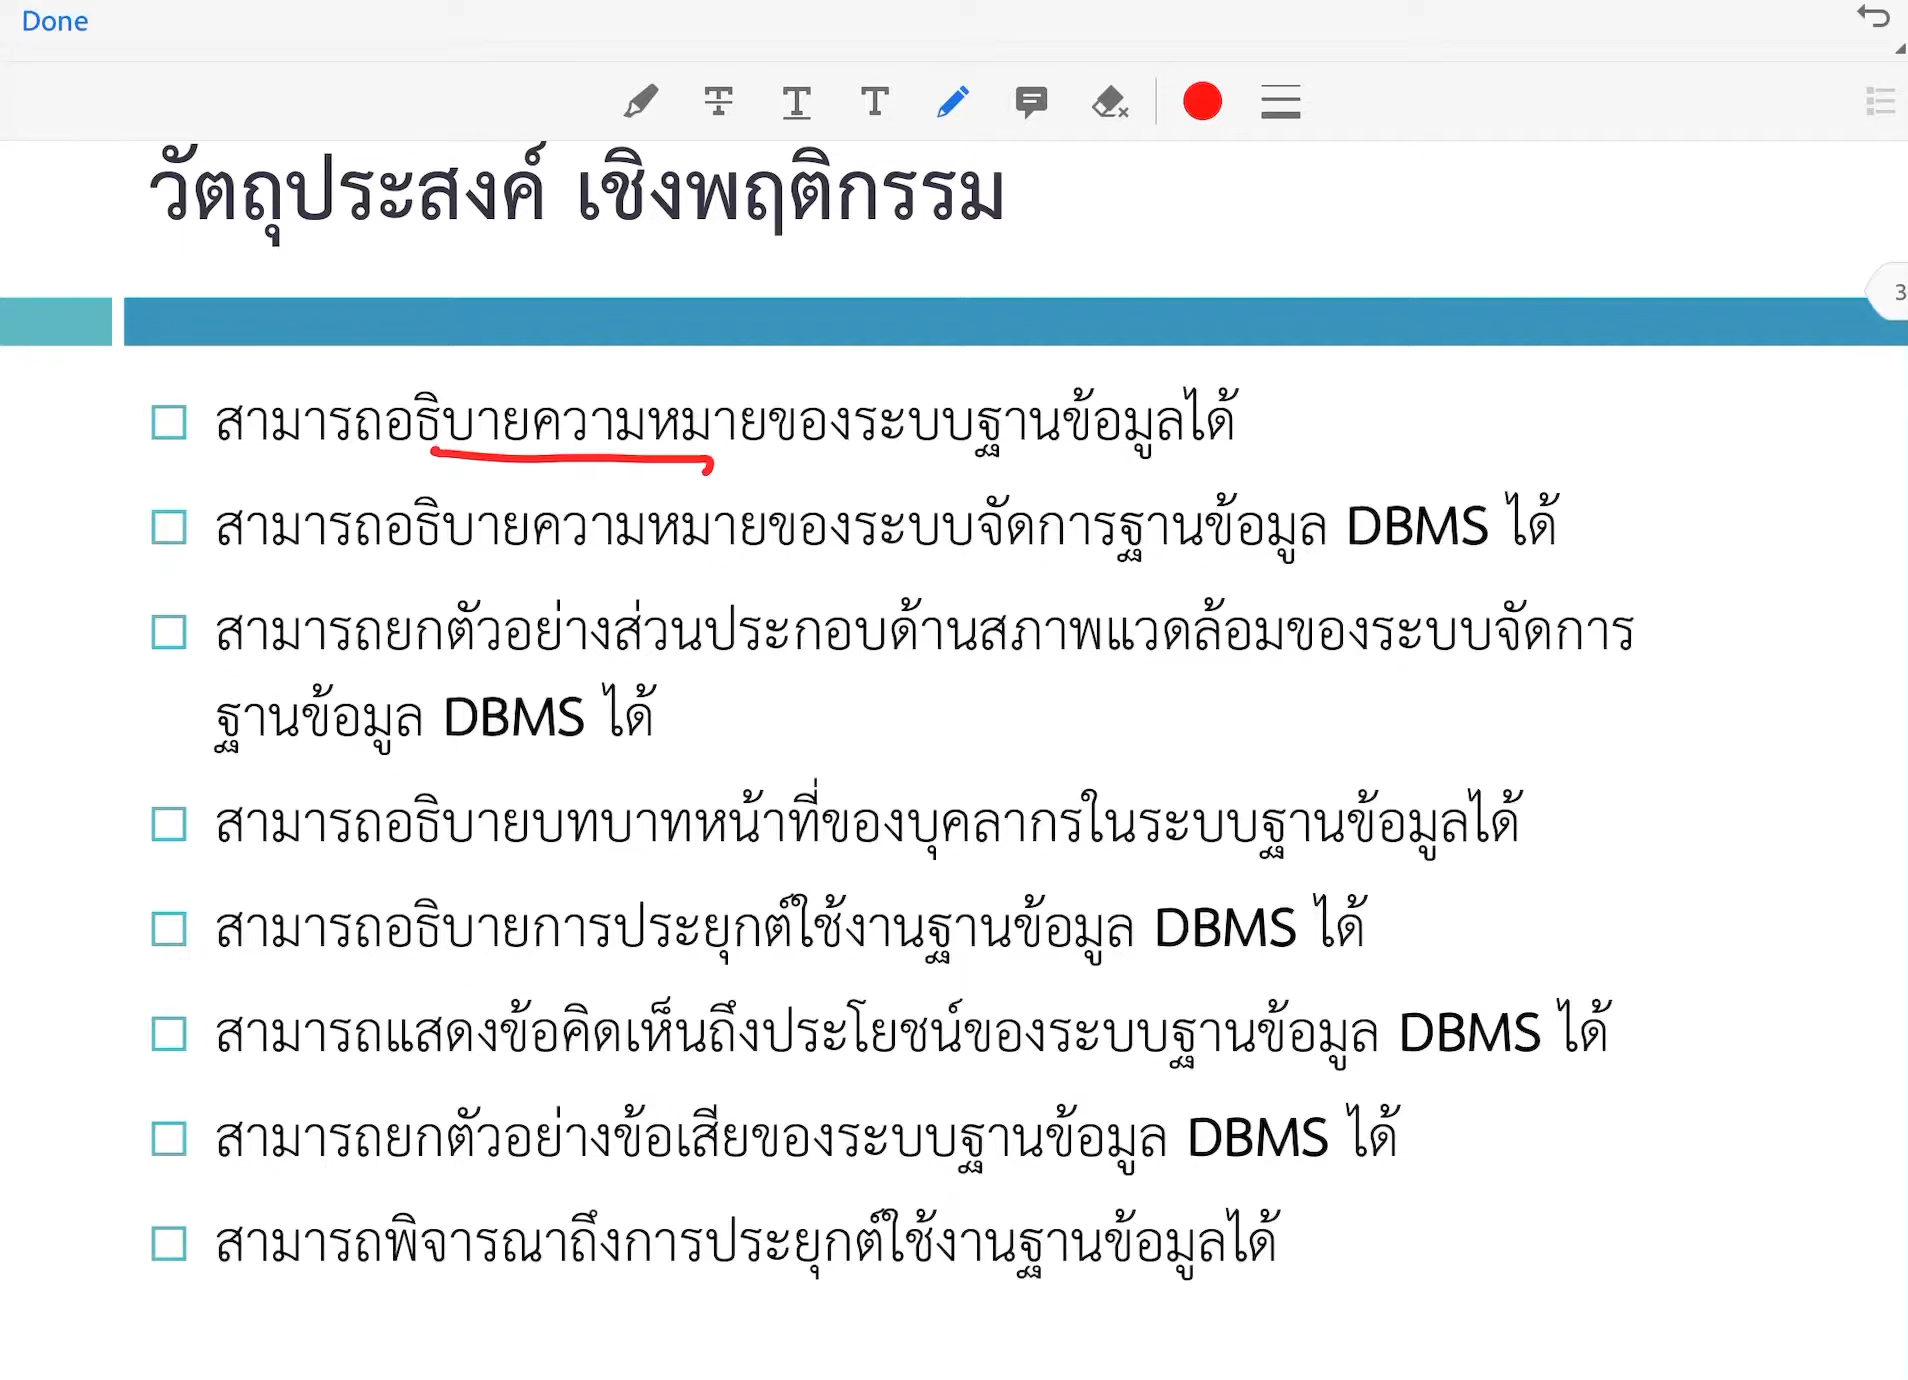 Done
วัตถุประสงค์ เชิงพฤติกรรม
3
สามารถอธิบายความหมายของระบบฐานข้อมูลได้
สามารถอธิบายความหมายของระบบจัดการฐานข้อมูล DBMS ได้
สามารถยกตัวอย่างส่วนประกอบด้านสภาพแวดล้อมของระบบจัดการ
ฐานข้อมูล DBMS ได้
สามารถอธิบายบทบาทหน้าที่ของบุคลากรในระบบฐานข้อมูลได้
สามารถอธิบายการประยุกต์ใช้งานฐานข้อมูล DBMS ได้
สามารถแสดงข้อคิดเห็นถึงประโยชน์ของระบบฐานข้อมูล DBMS ได้
สามารถยกตัวอย่างข้อเสียของระบบฐานข้อมูล DBMS ได้
สามารถพิจารณาถึงการประยุกต์ใช้งานฐานข้อมูลได้